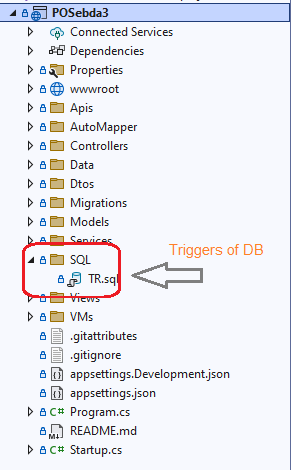 POSebda3
Connected Services
Dependencies
Properties
wwwroot
Apis
AutoMapper
Controllers
Data
Dtos
Migrations
Models
Services
SQL
Triggers of DB
TR.sql
Views
VMs
.gitattributes
.gitignore
appsettings.Development.json
appsettings.json
C# Program.cs
README.md
C# Startup.cs